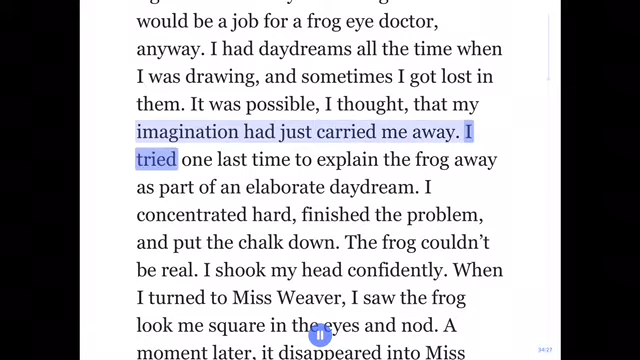 would be a job for a frog eye doctor,
anyway. I had daydreams all the time when
I was drawing, and sometimes I got lost in
them. It was possible, I thought, that my
imagination had just carried me away. I
tried one last time to explain the frog away
as part of an elaborate daydream. I
concentrated hard, finished the problem,
and put the chalk down. The frog couldn’t
be real. I shook my head confidently. When
I turned to Miss Weaver, I saw the frog
look me square in the eyes and nod. A
moment later, it disappeared into Miss
54:27